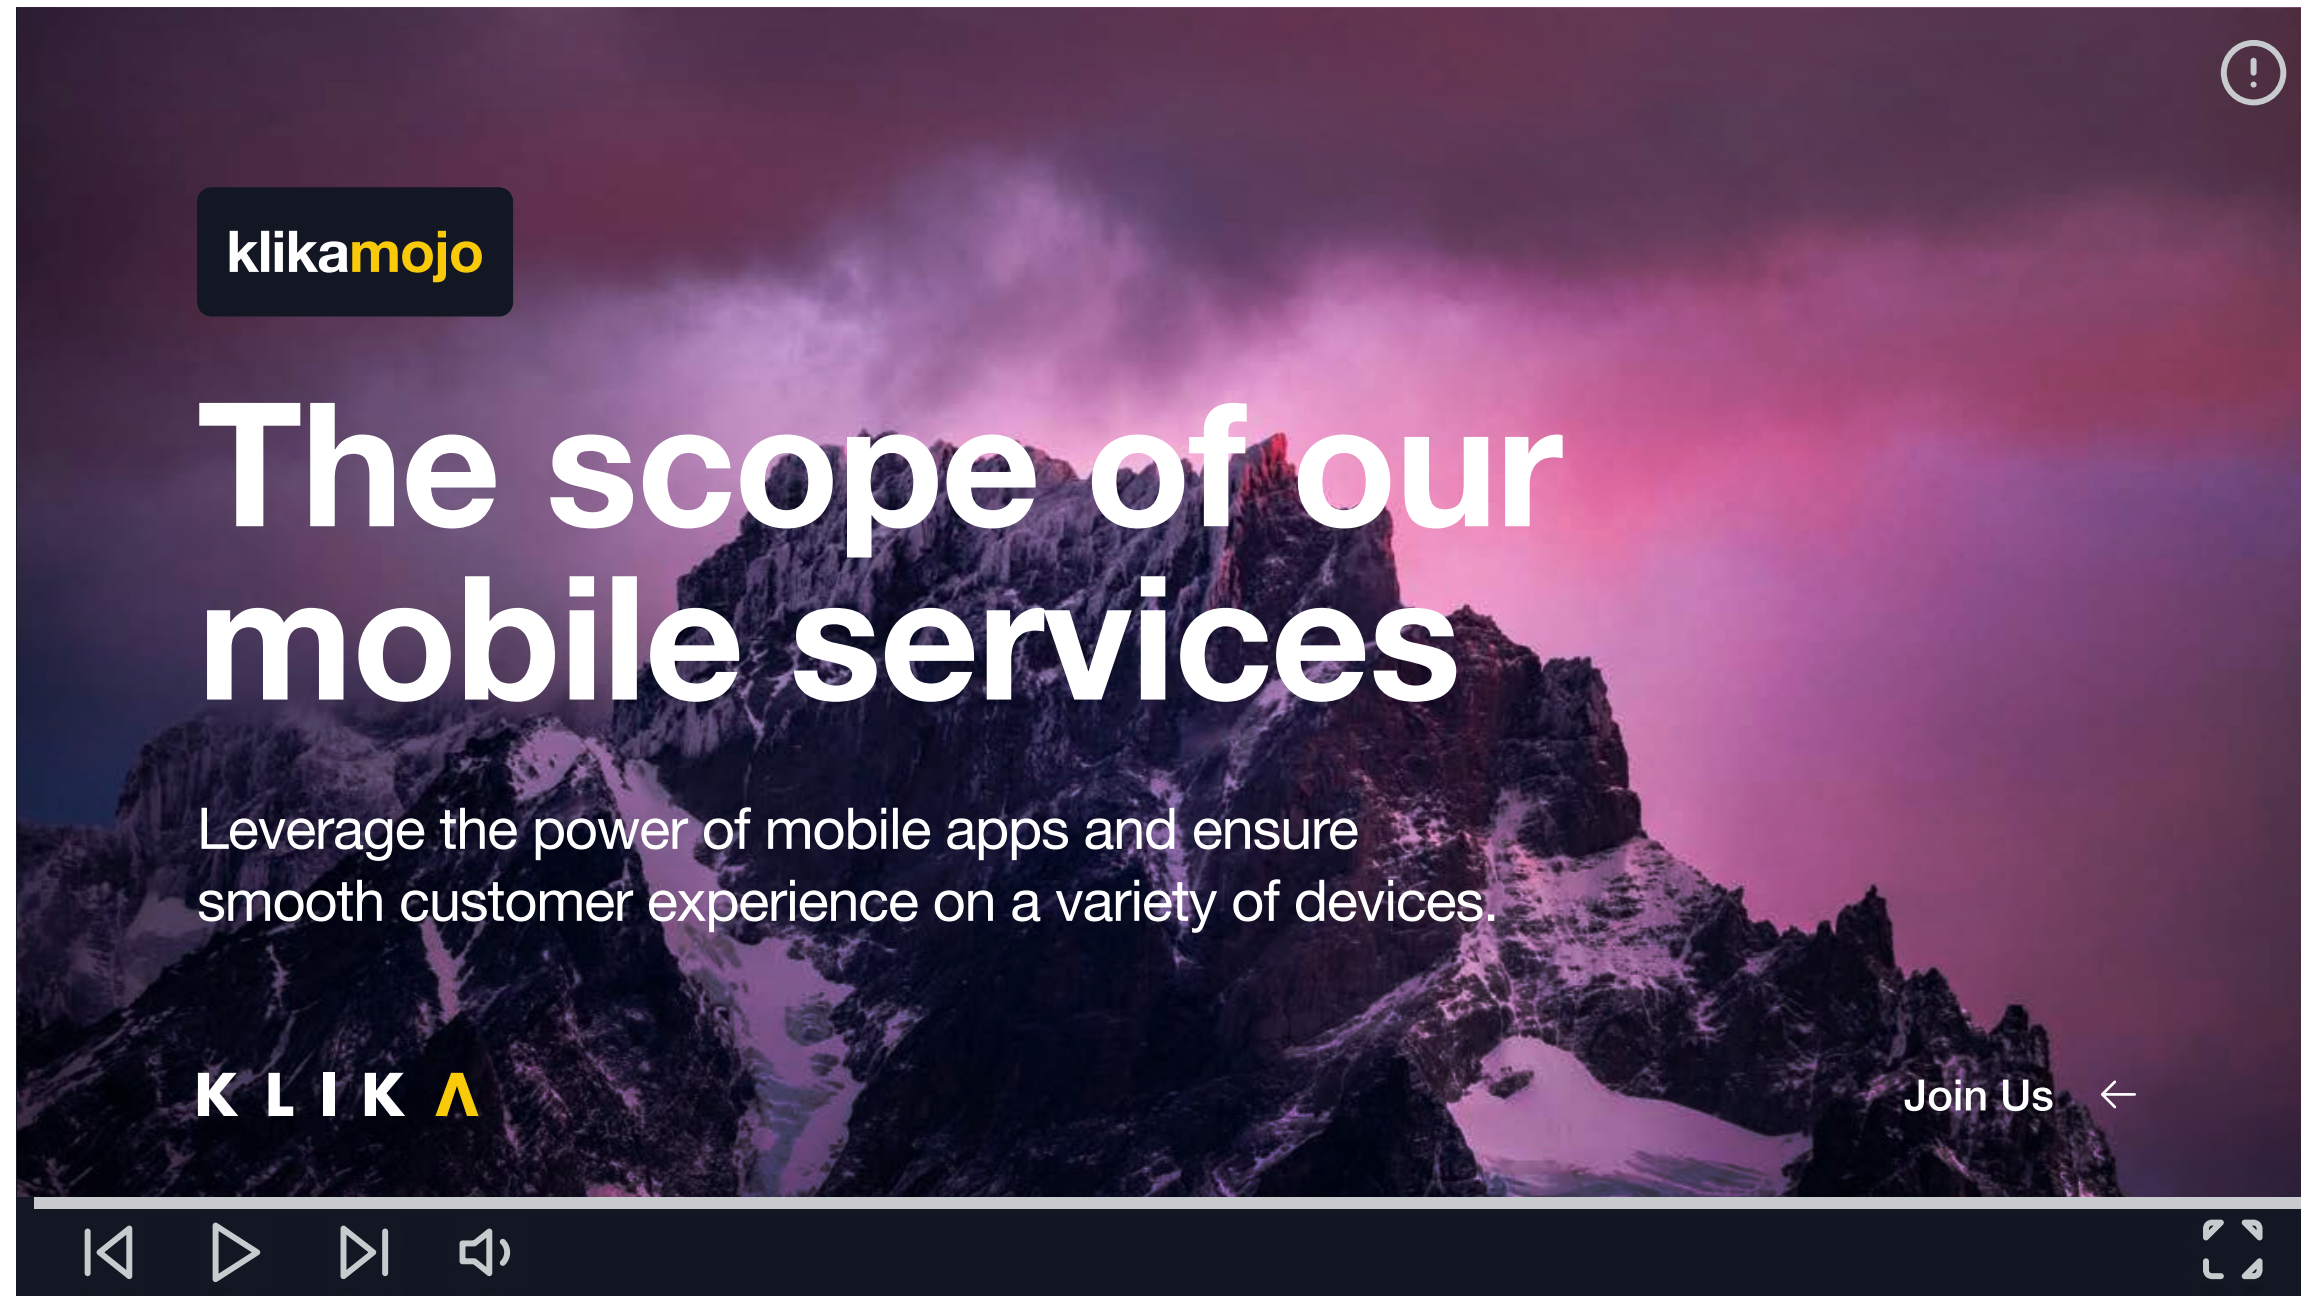 klikamojo
The scope of our
mobile services
Leverage the power of mobile apps and ensure
smooth customer experience on a variety of devices.
KLIKΛ
Join Us ←